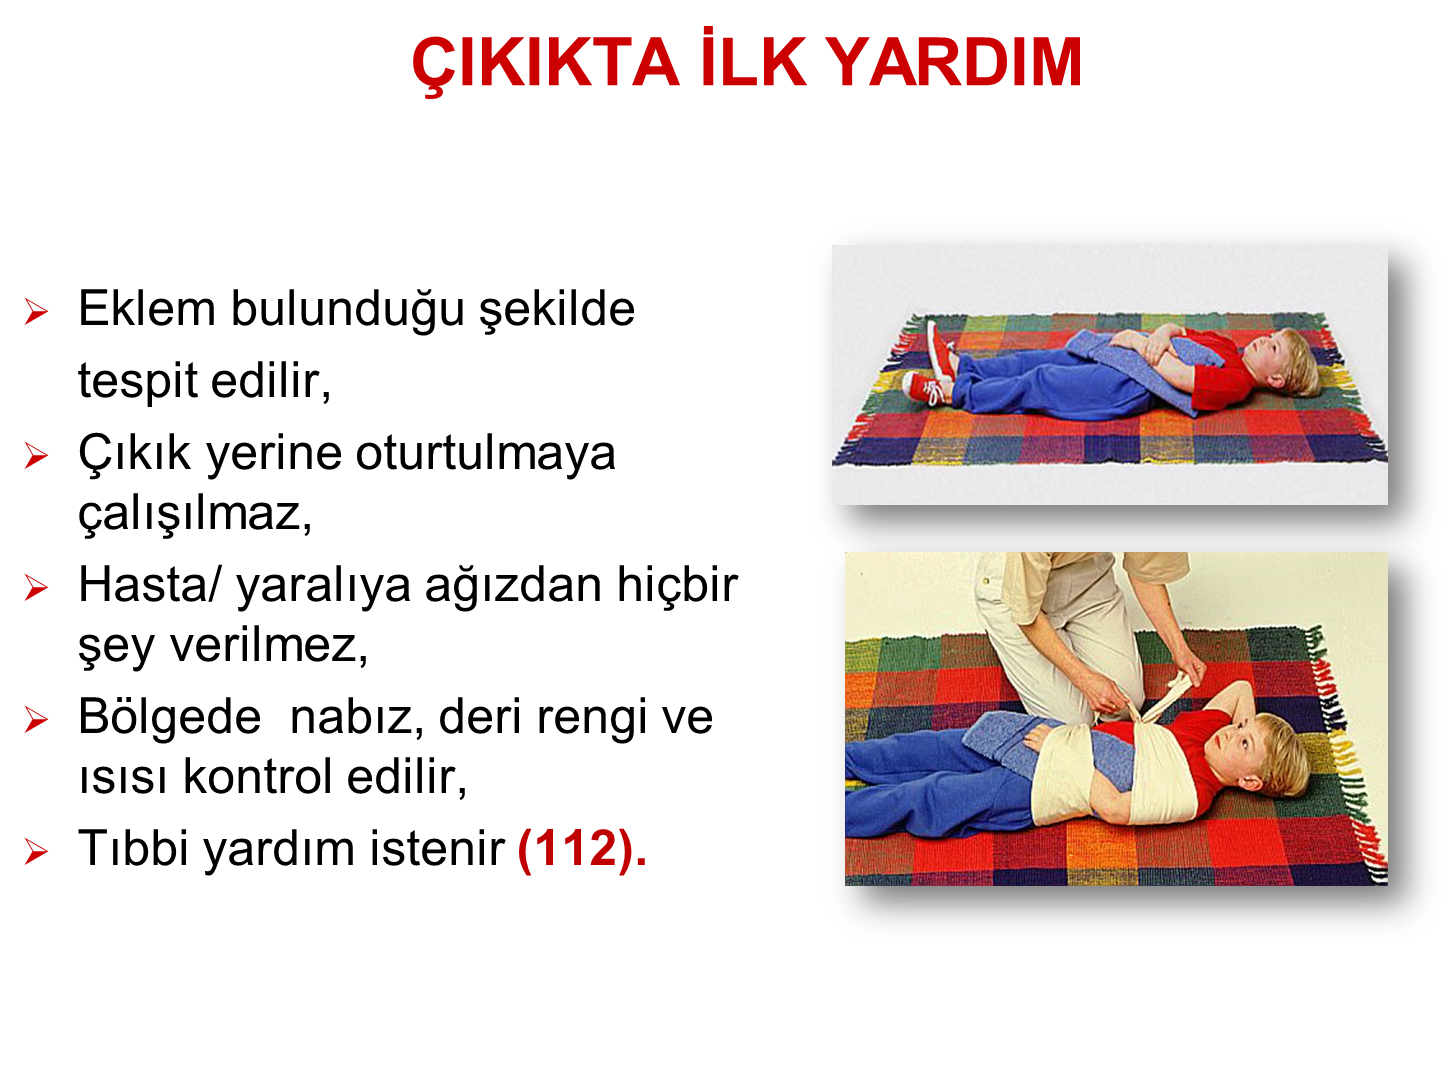 ÇIKIKTA İLK YARDIM
Eklem bulunduğu şekilde
tespit edilir,
Çıkık yerine oturtulmaya
çalışılmaz,
Hasta/ yaralıya ağızdan hiçbir
şey verilmez,
Bölgede  nabız, deri rengi ve
ısısı kontrol edilir,
Tıbbi yardım istenir (112).